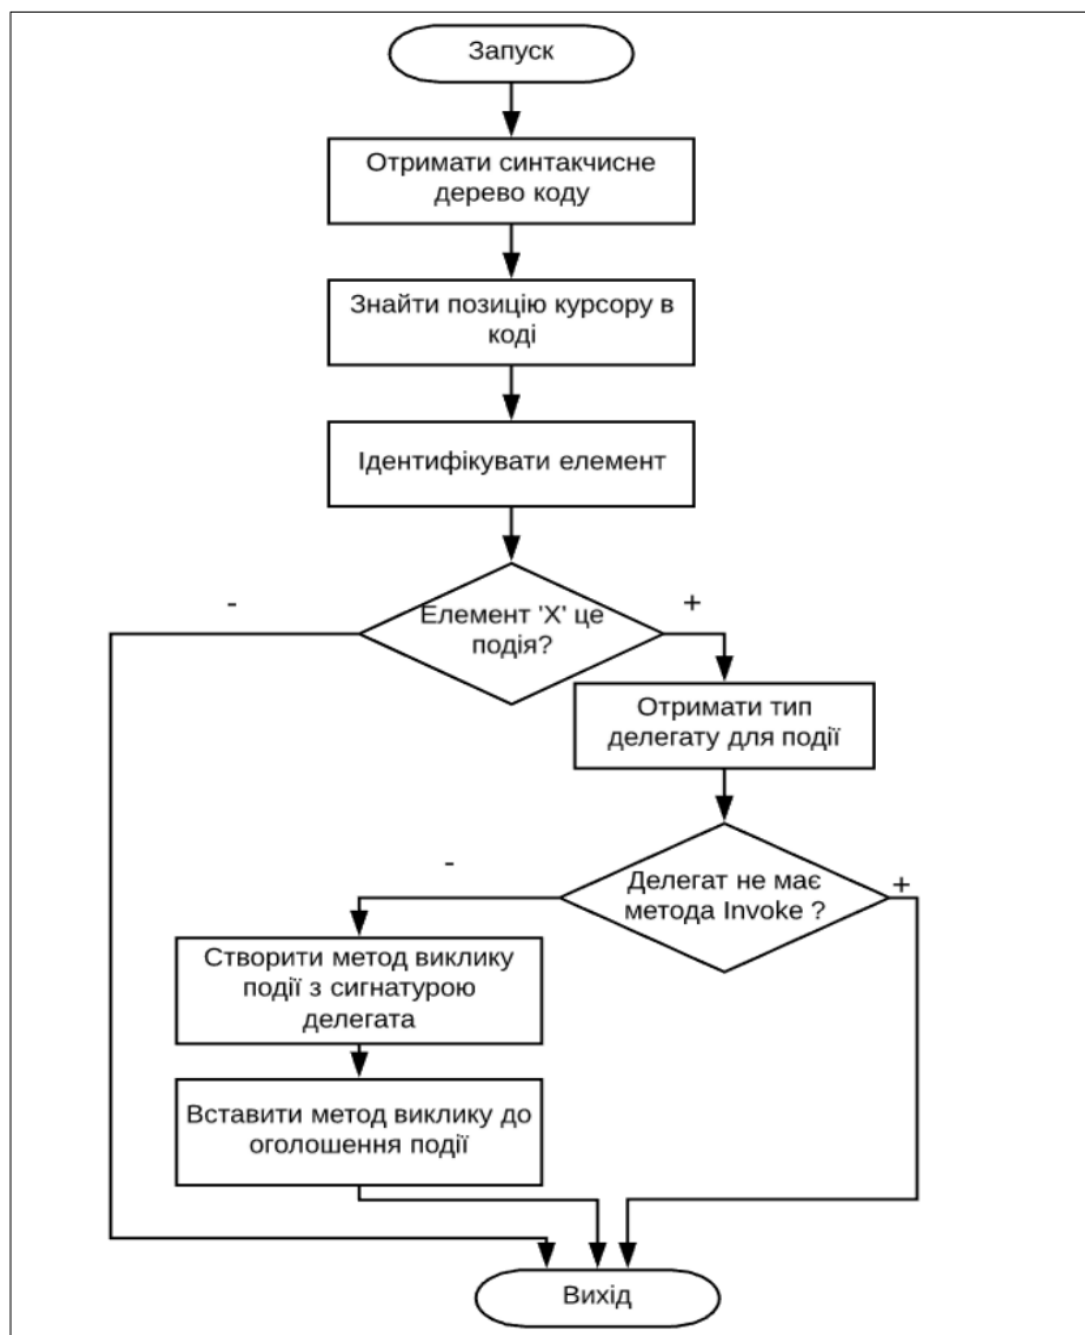 Запуск
Отримати синтакчисне
дерево коду
Знайти позицію курсору в
коді
Ідентифікувати елемент
-
+
Елемент 'X' це
подія?
Отримати тип
делегату для події
-
+
Делегат не має
метода Invoke ?
Створити метод виклику
події з сигнатурою
делегата
Вставити метод виклику до
оголошення події
Вихід